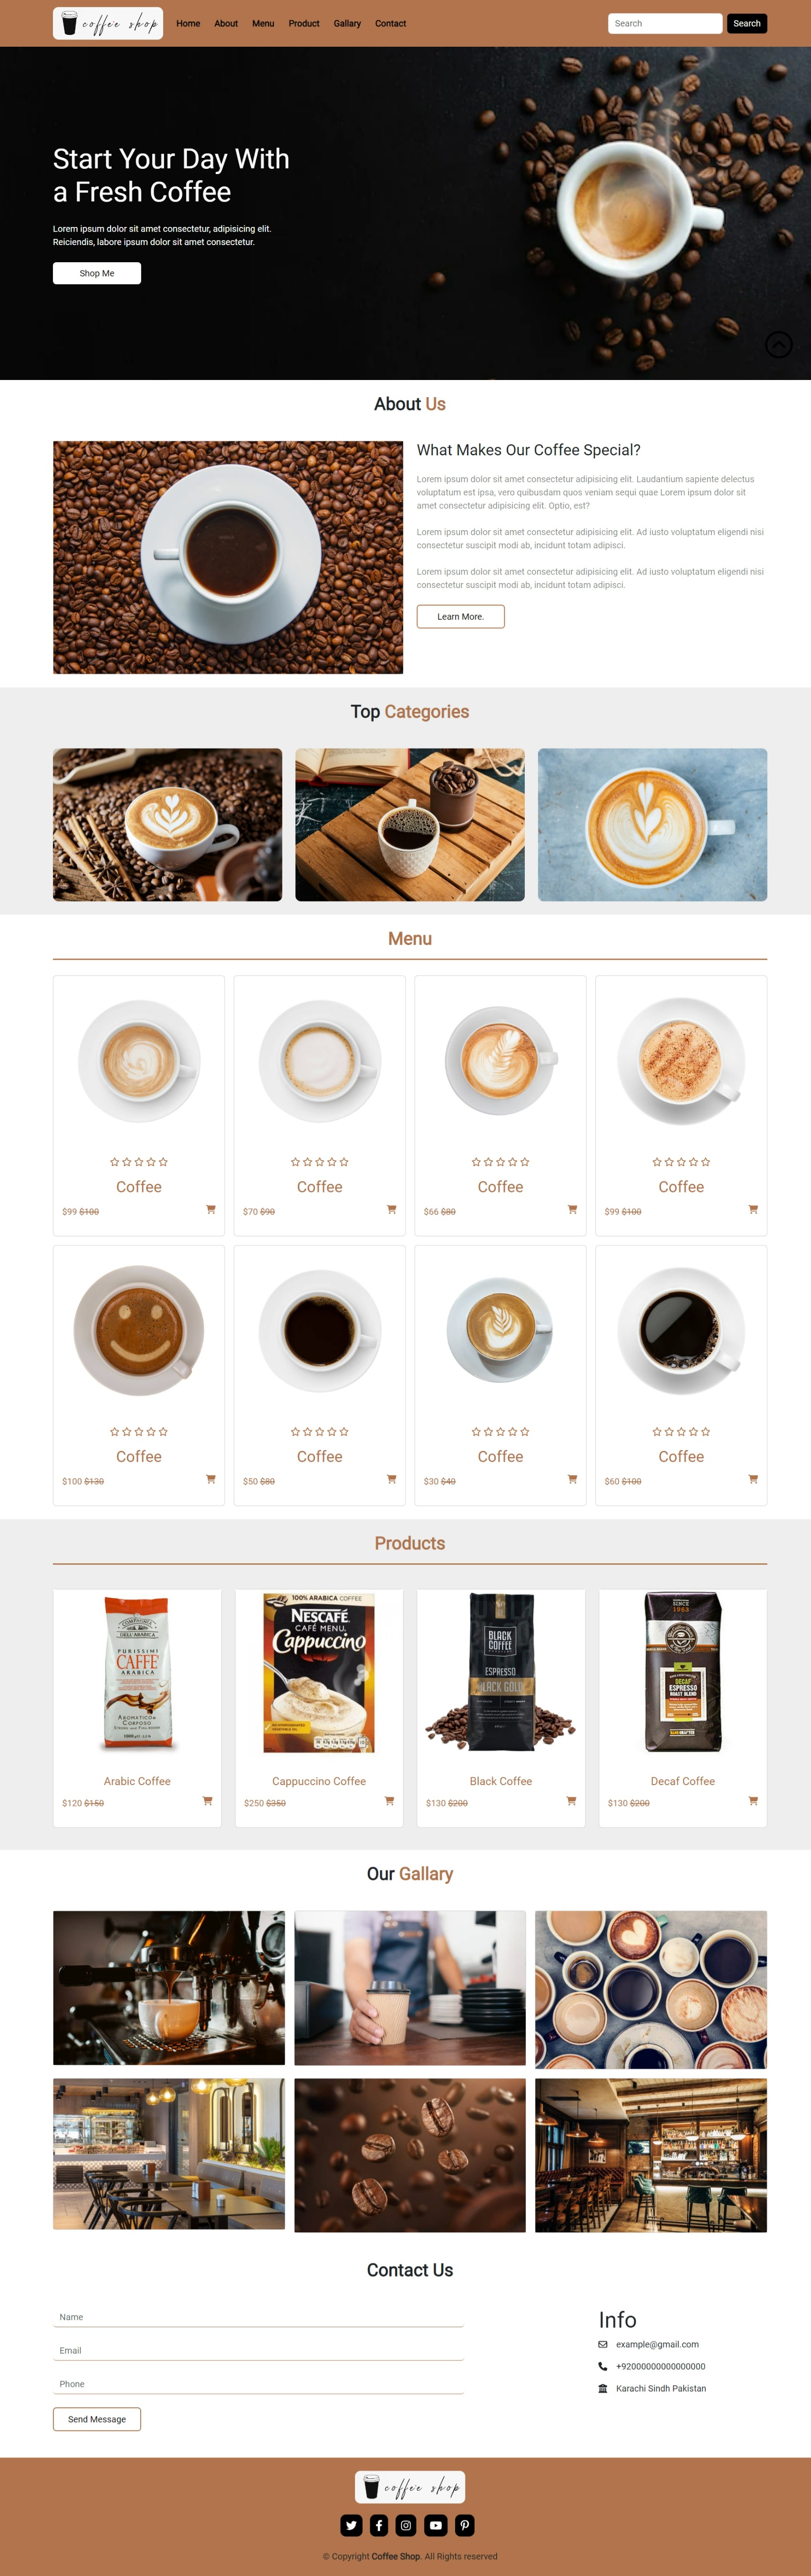 coffee shop
Home About Menu Product Gallary Contact
Search
Search
Start Your Day With
a Fresh Coffee
Lorem ipsum dolor sit amet consectetur, adipisicing elit.
Reiciendis, labore ipsum dolor sit amet consectetur.
Shop Me
About Us
What Makes Our Coffee Special?
Lorem ipsum dolor sit amet consectetur adipisicing elit. Laudantium sapiente delectus
voluptatum est ipsa, vero quibusdam quos veniam sequi quae Lorem ipsum dolor sit
amet consectetur adipisicing elit. Optio, est?
Lorem ipsum dolor sit amet consectetur adipisicing elit. Ad iusto voluptatum eligendi nisi
consectetur suscipit modi ab, incidunt totam adipisci.
Lorem ipsum dolor sit amet consectetur adipisicing elit. Ad iusto voluptatum eligendi nisi
consectetur suscipit modi ab, incidunt totam adipisci.
Learn More.
Top Categories
Menu
Coffee
$99 $100
Coffee
$70 $90
Coffee
$66 $80
Coffee
$99 $100
Coffee
$100 $130
Coffee
$50 $80
Coffee
$30 $40
Coffee
$60 $100
Products
COMPAGNIA
DELL'ARABICA
PURISSIMI
CAFFÈ
ARABICA
AROMATICO E
CORPOSO
Arabic Coffee
$120 $150
100% ARABICA COFFEE
NESCAFÉ
CAFÉ MENU
Cappuccino
Cappuccino Coffee
$250 $350
BLACK
COFFEE
ESPRESSO
BLACK GOLD
Black Coffee
$130 $200
SINCE
1963
DECAF
ESPRESSO
ROAST BLEND
Decaf Coffee
$130 $200
Our Gallary
Contact Us
Name
Email
Phone
Send Message
Info
example@gmail.com
+92000000000000000
Karachi Sindh Pakistan
coffee shop
© Copyright Coffee Shop. All Rights reserved